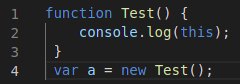 1 function Test() {
2     console.log(this);
3 }
4 var a = new Test();